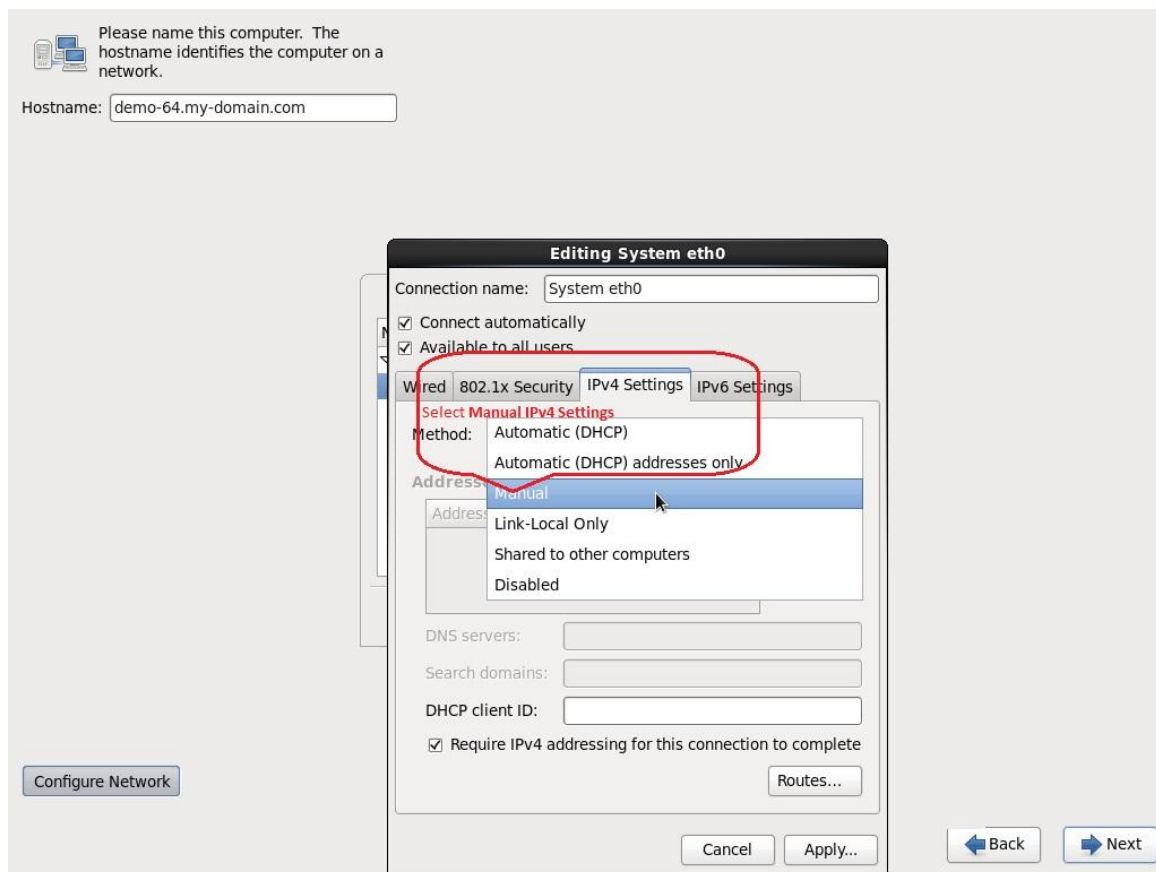 Please name this computer. The
hostname identifies the computer on a
network.
Hostname: demo-64.my-domain.com
Editing System eth0
Connection name: System eth0
Connect automatically
Available to all users
Wired 802.1x Security IPv4 Settings IPv6 Settings
Select Manual IPv4 Settings
Method: Automatic (DHCP)
Automatic (DHCP) addresses only
Manual
Address
Link-Local Only
Shared to other computers
Disabled
DNS servers:
Search domains:
DHCP client ID:
Require IPv4 addressing for this connection to complete
Configure Network
Routes...
Cancel Apply...
Back Next